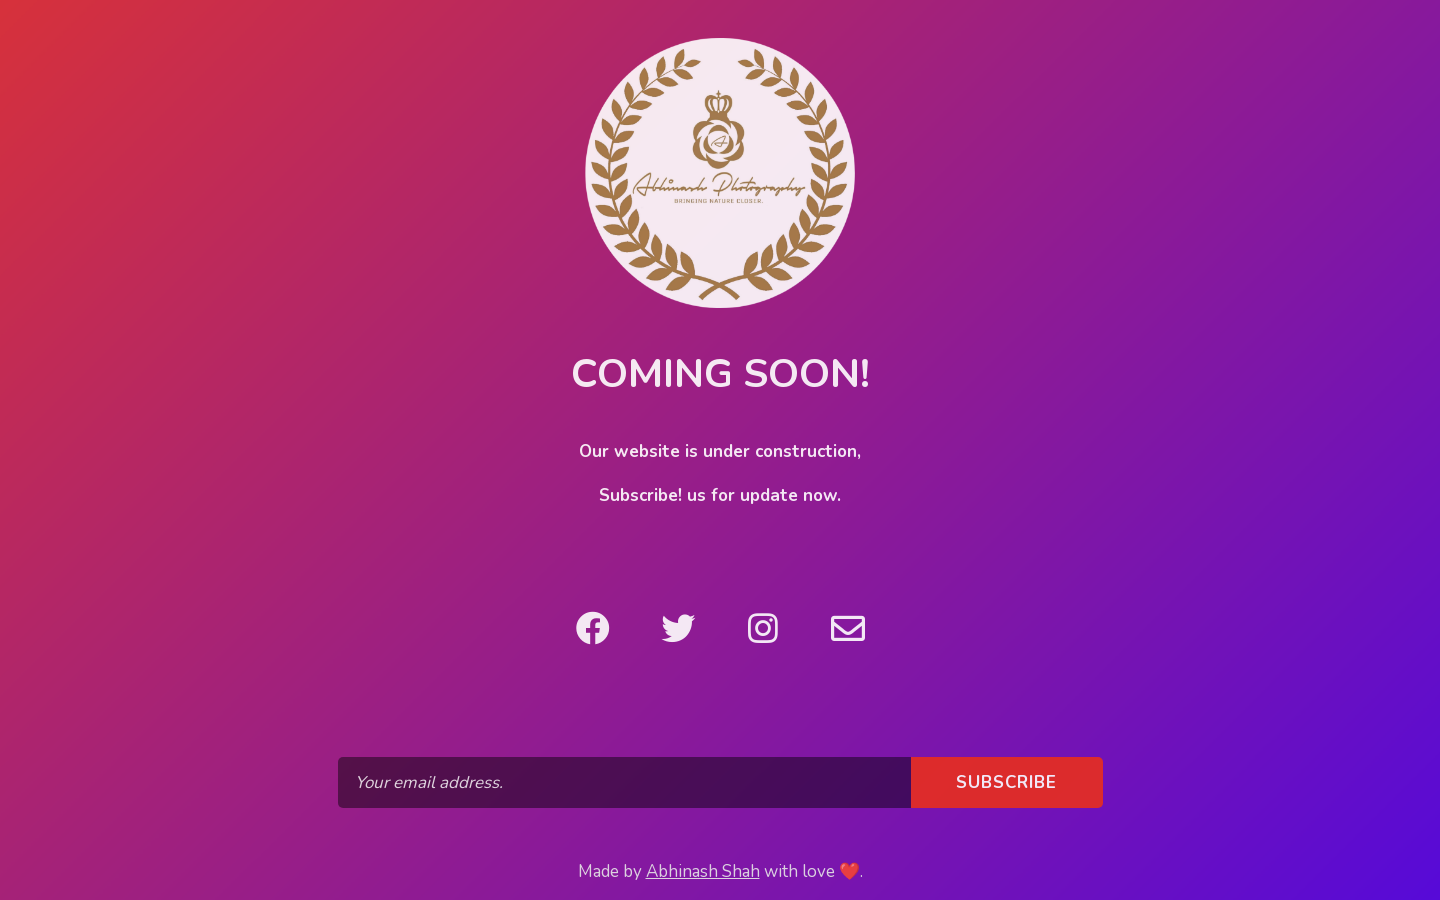 Abhinash Photography
BRINGING NATURE CLOSER.
COMING SOON!
Our website is under construction,
Subscribe! us for update now.
Your email address.
SUBSCRIBE
Made by Abhinash Shah with love ❤️.